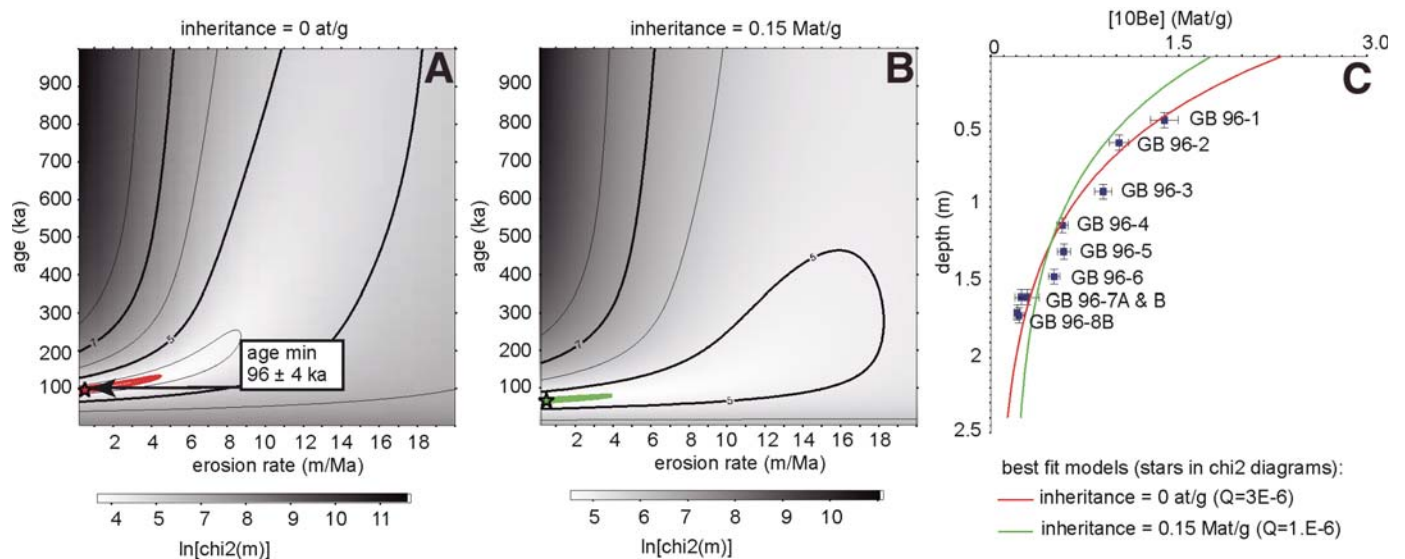 inheritance = 0 at/g
A
900
800
700
600
500
400
300
200
100
age (ka)
7
5
age min
96 ± 4 ka
2 4 6 8 10 12 14 16 18
erosion rate (m/Ma)
4 5 6 7 8 9 10 11
ln[chi2(m)]
inheritance = 0.15 Mat/g
B
900
800
700
600
500
400
300
200
100
age (ka)
7
5
5
2 4 6 8 10 12 14 16 18
erosion rate (m/Ma)
5 6 7 8 9 10
ln[chi2(m)]
[10Be] (Mat/g)
0 1.5 3.0
C
0.5
1
1.5
2
2.5
depth (m)
GB 96-1
GB 96-2
GB 96-3
GB 96-4
GB 96-5
GB 96-6
GB 96-7A & B
GB 96-8B
best fit models (stars in chi2 diagrams):
inheritance = 0 at/g (Q=3E-6)
inheritance = 0.15 Mat/g (Q=1.E-6)